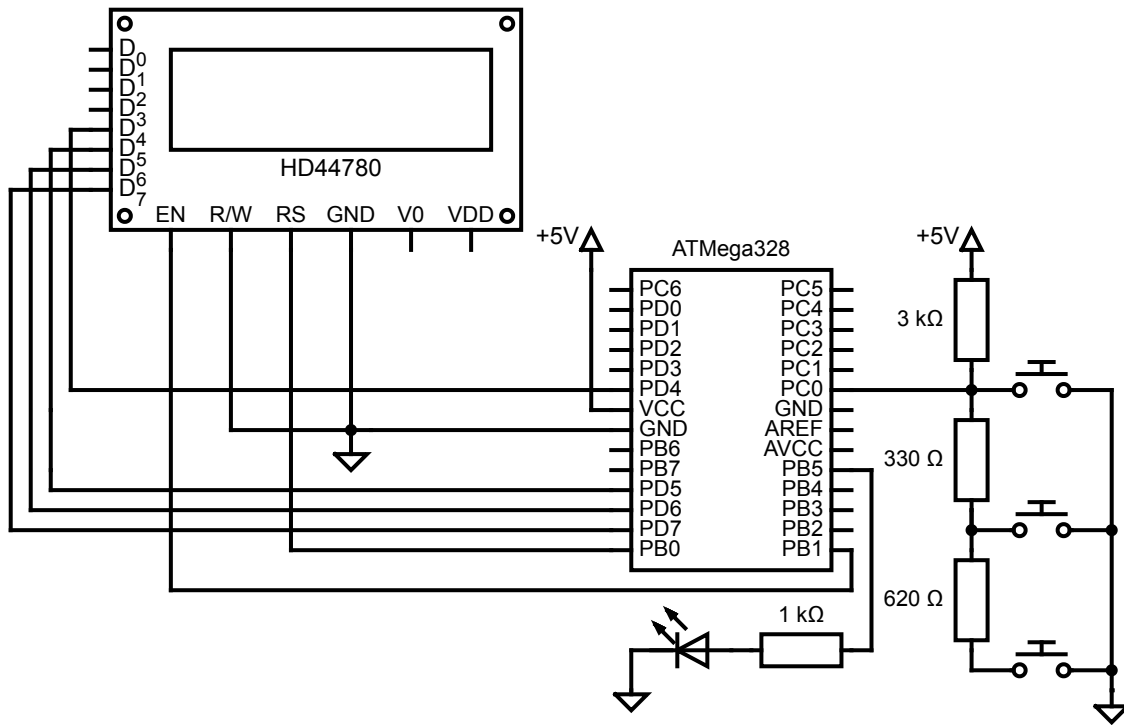 D0
D1
D2
D3
D4
D5
D6
D7
HD44780
EN R/W RS GND V0 VDD
+5V
ATMega328
+5V
PC6 PC5
PD0 PC4
PD1 PC3
PD2 PC2
PD3 PC1
PD4 PC0
VCC GND
GND AREF
PB6 AVCC
PB7 PB5
PD5 PB4
PD6 PB3
PD7 PB2
PB0 PB1
3 kΩ
330 Ω
620 Ω
1 kΩ